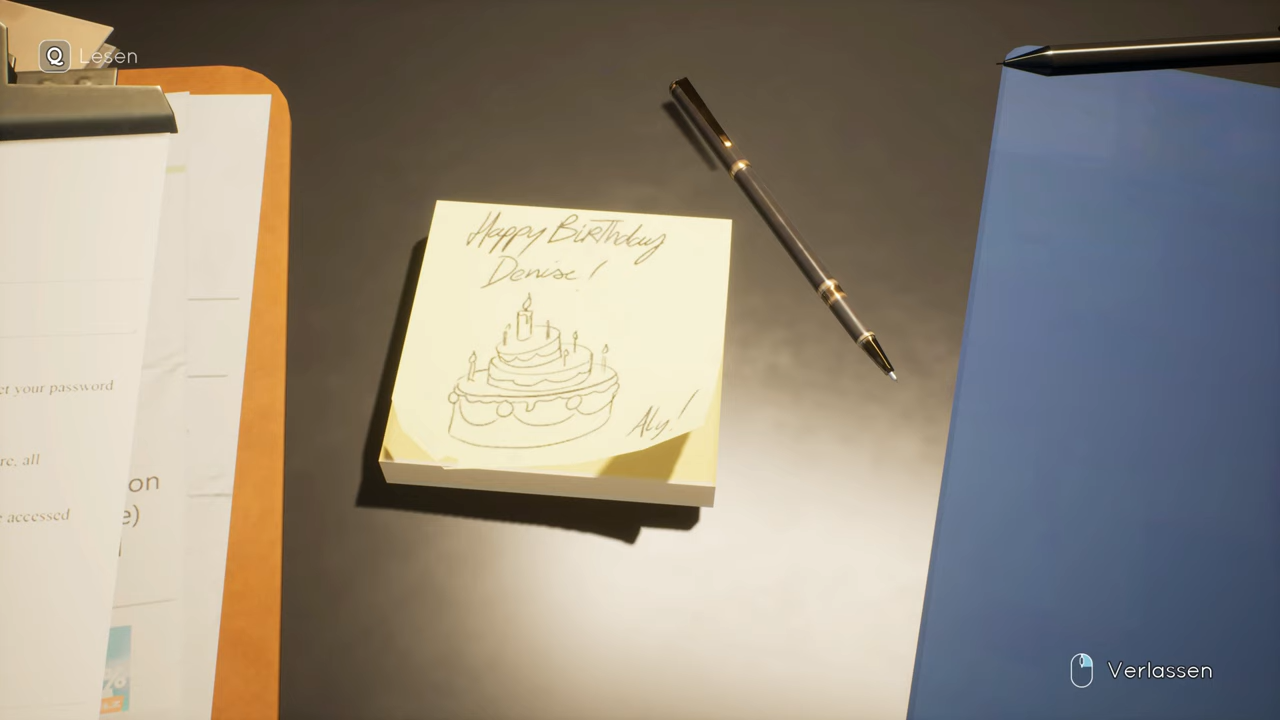 Q Lesen
Happy Birthday
Denise!
Aly!
et your password
re, all
e accessed
on
e)
%
Verlassen